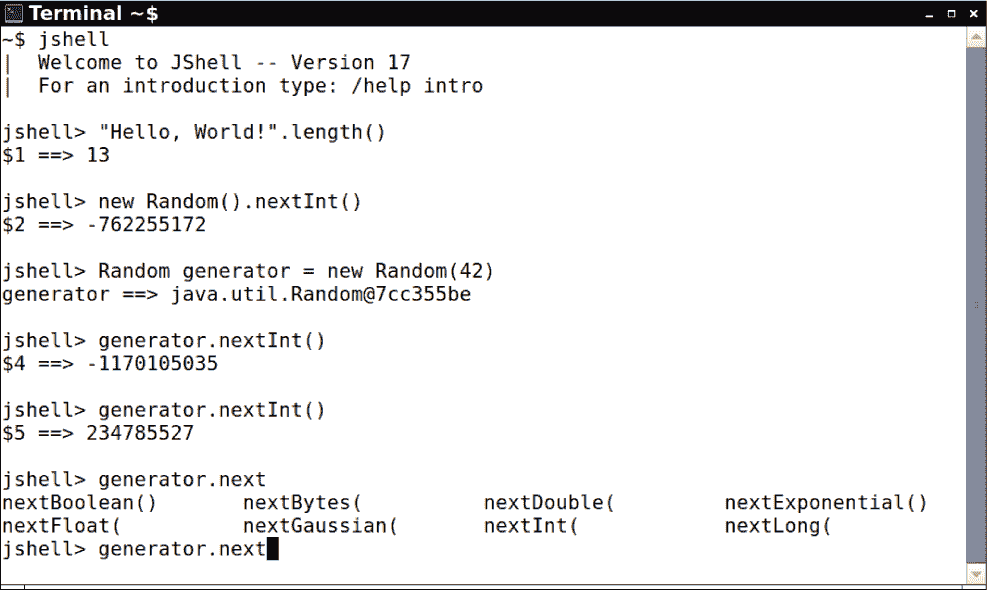 Terminal ~$
~$ jshell
|  Welcome to JShell -- Version 17
|  For an introduction type: /help intro
jshell> "Hello, World!".length()
$1 ==> 13
jshell> new Random().nextInt()
$2 ==> -762255172
jshell> Random generator = new Random(42)
generator ==> java.util.Random@7cc355be
jshell> generator.nextInt()
$4 ==> -1170105035
jshell> generator.nextInt()
$5 ==> 234785527
jshell> generator.next
nextBoolean()       nextBytes(          nextDouble(         nextExponential()
nextFloat(          nextGaussian(       nextInt(            nextLong(
jshell> generator.next